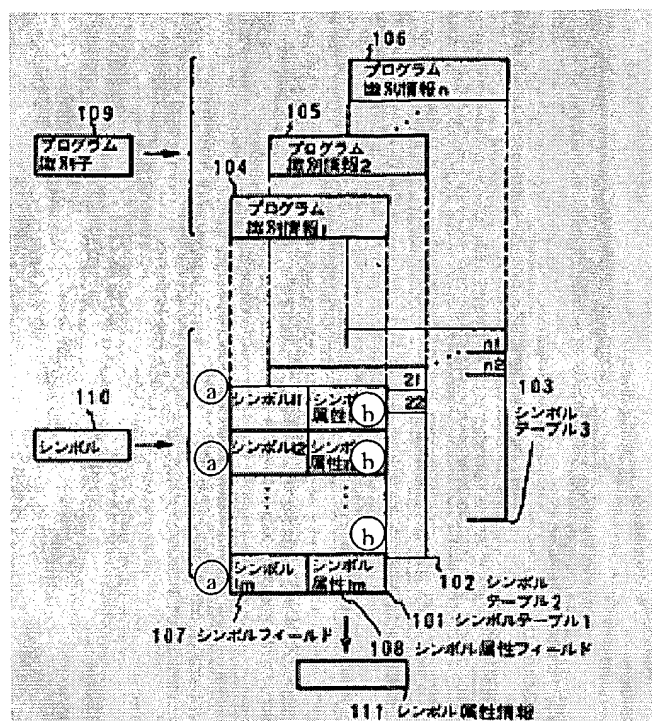 106
プログラム
識別情報n
109
105
プログラム
識別子
プログラム
識別情報2
104
プログラム
識別情報1
n1
n2
21
22
103
シンボル
テーブル3
110
シンボル
a
シンボル11
シンボ
属性
b
a
シンボル12
シンボ
属性
b
b
a
シンボル
1m
シンボル
属性1m
102 シンボル
テーブル2
101 シンボルテーブル1
107 シンボルフィールド
108 シンボル属性フィールド
111 シンボル属性情報